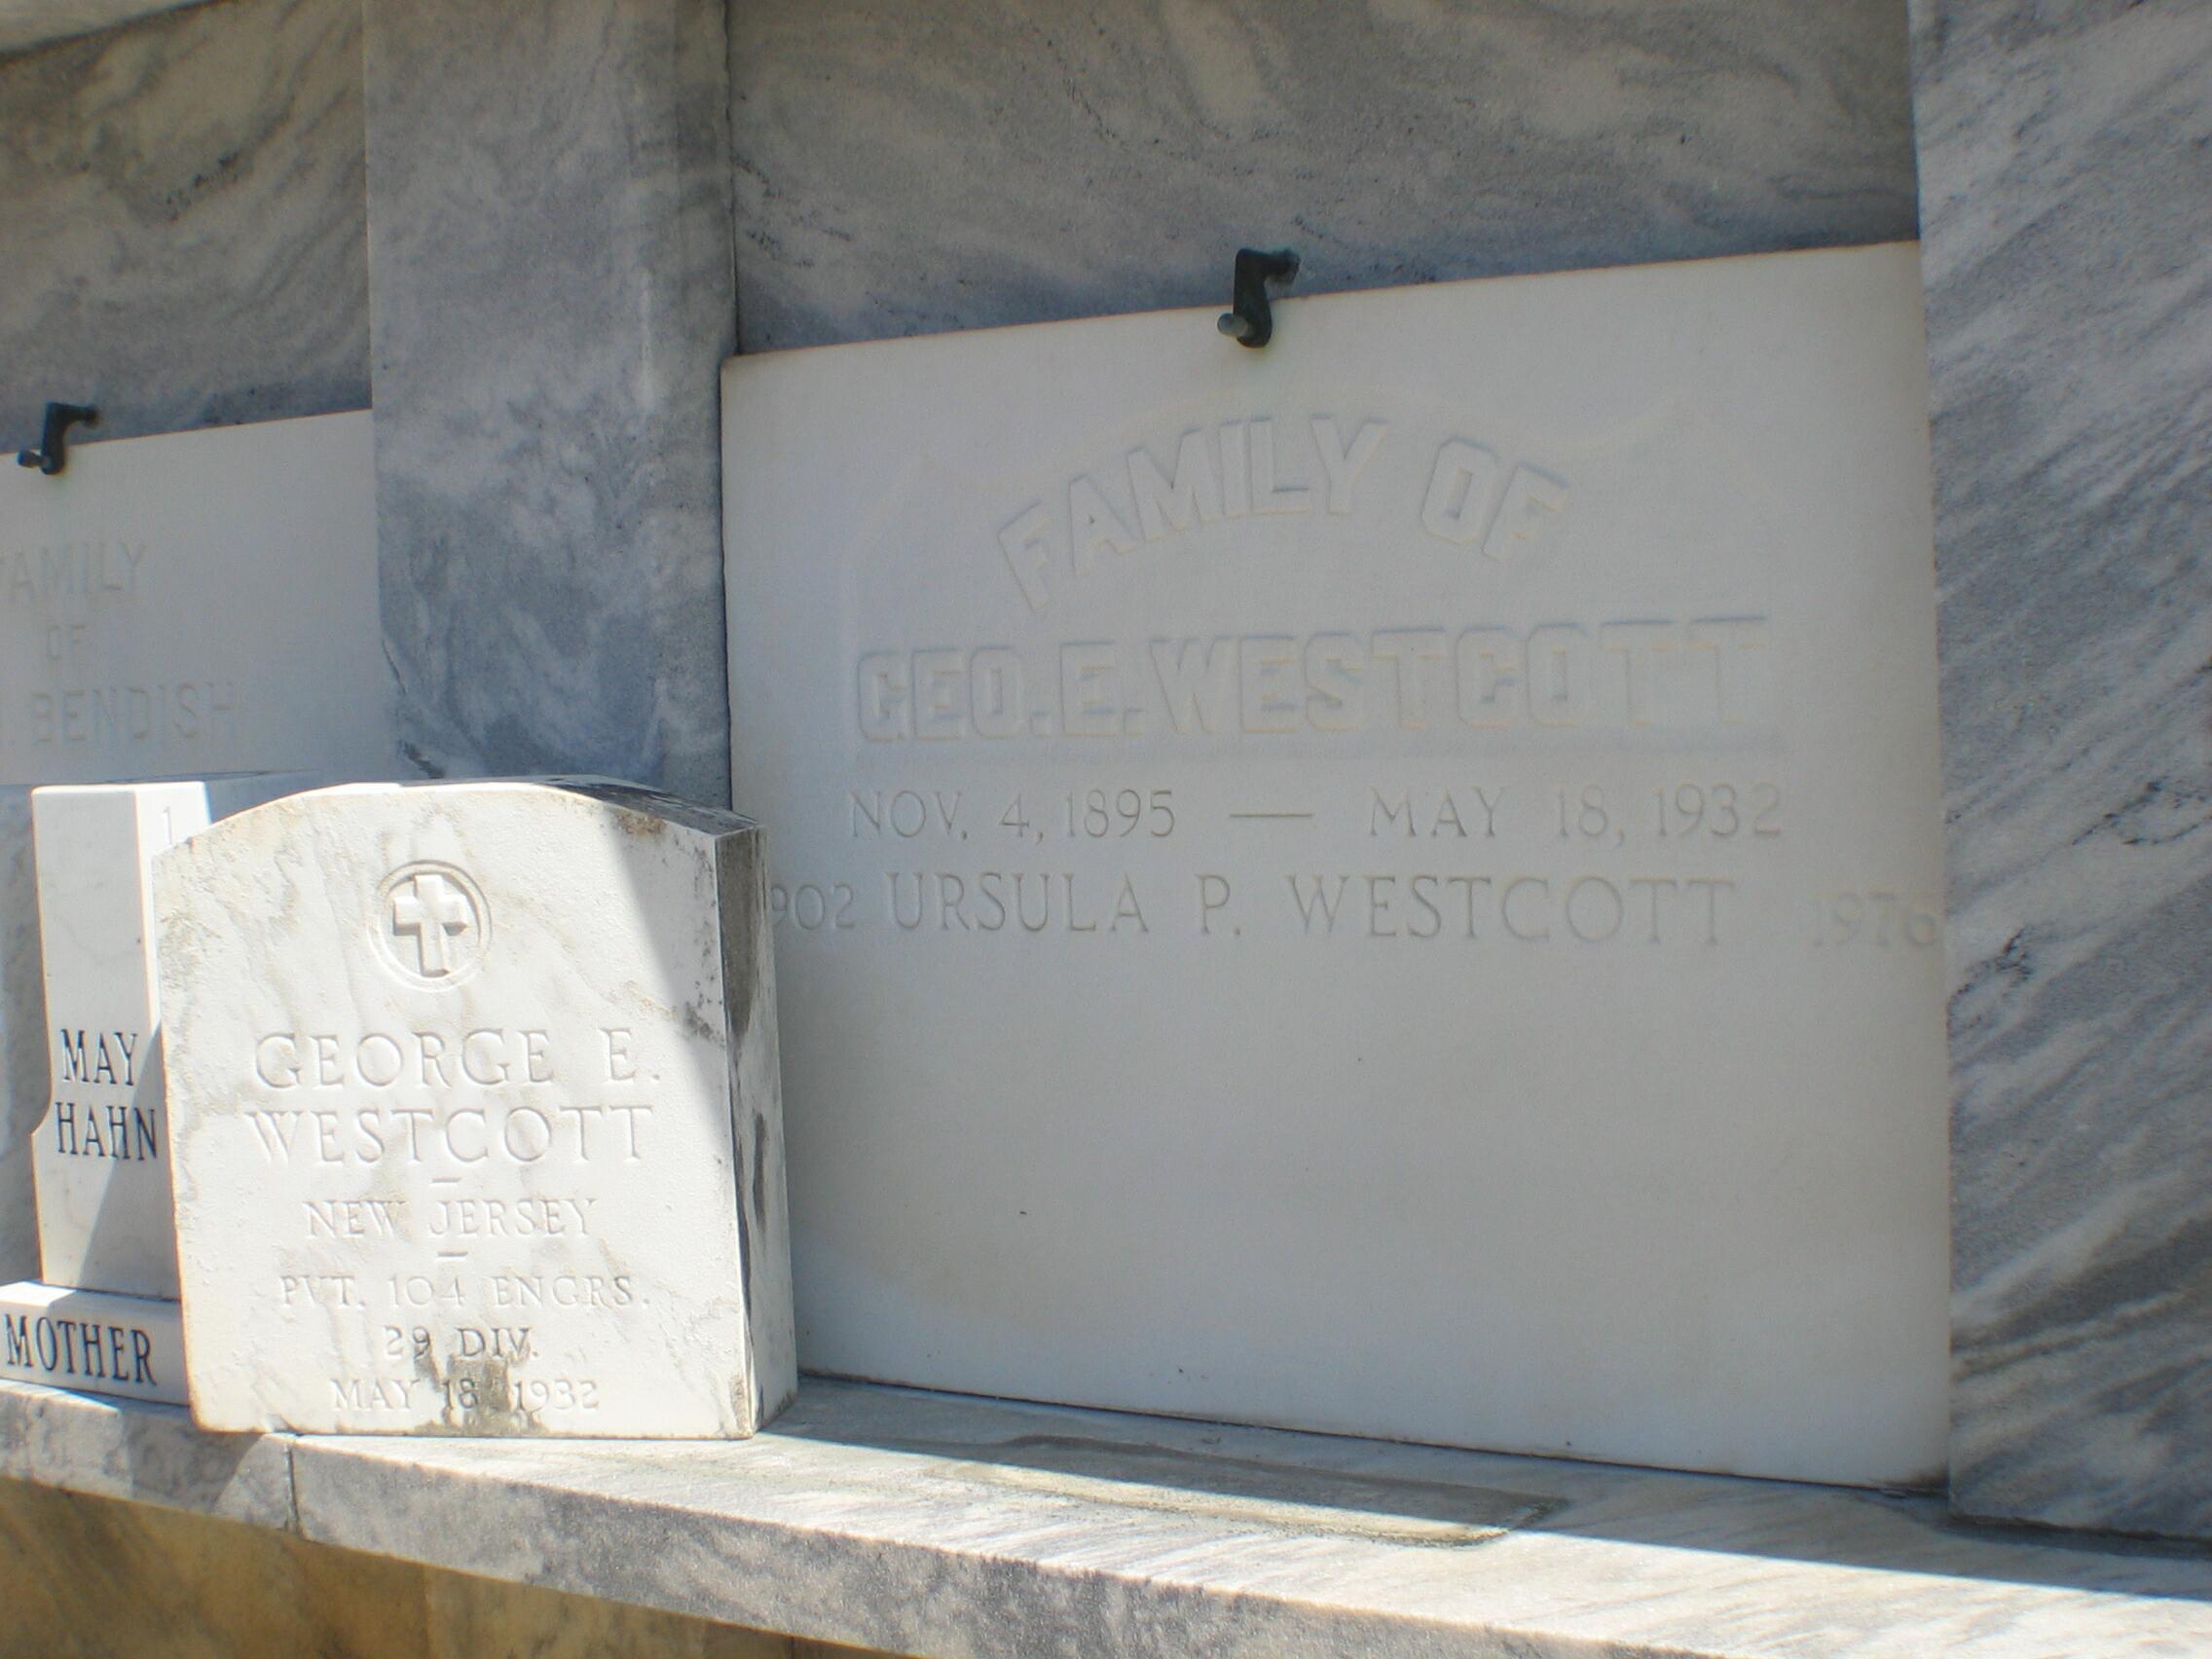 FAMILY OF
GEO. E. WESTCOTT
NOV. 4, 1895 — MAY 18, 1932
902 URSULA P. WESTCOTT 1976
FAMILY
OF
BENDISH
1
MAY
HAHN
MOTHER
GEORGE E.
WESTCOTT
—
NEW JERSEY
—
PVT. 104 ENGRS.
29 DIV.
MAY 18 1932